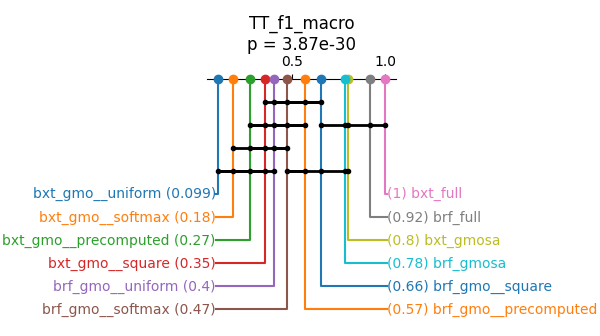 TT_f1_macro
p = 3.87e-30
0.5 1.0
bxt_gmo__uniform (0.099) (1) bxt_full
bxt_gmo__softmax (0.18) (0.92) brf_full
bxt_gmo__precomputed (0.27) (0.8) bxt_gmosa
bxt_gmo__square (0.35) (0.78) brf_gmosa
brf_gmo__uniform (0.4) (0.66) brf_gmo__square
brf_gmo__softmax (0.47) (0.57) brf_gmo__precomputed